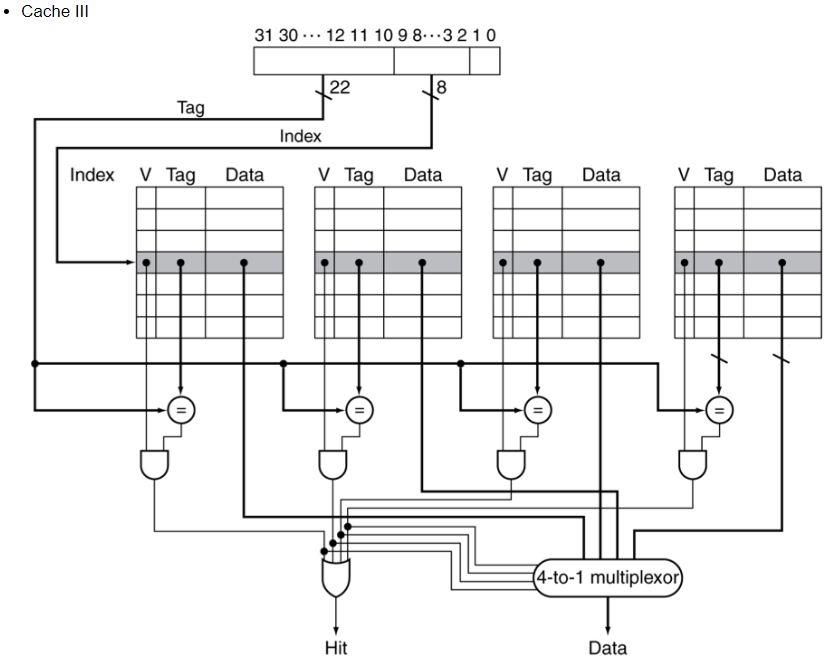 • Cache III
31 30 ··· 12 11 10 9 8···3 2 1 0
22
8
Tag
Index
Index V Tag Data V Tag Data V Tag Data V Tag Data
= = = =
4-to-1 multiplexor
Hit Data